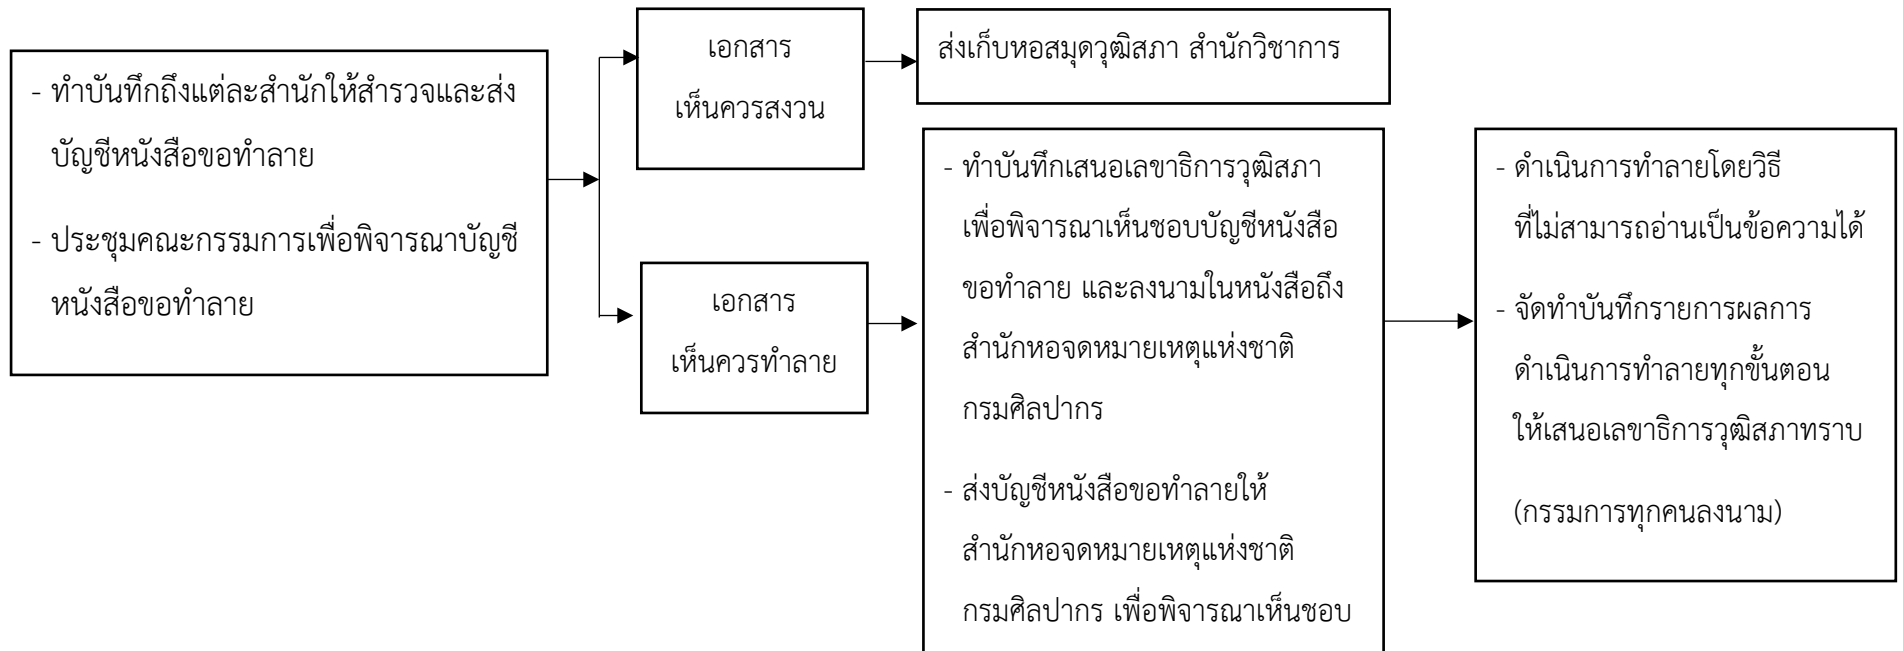 - ทำบันทึกถึงแต่ละสำนักให้สำรวจและส่ง
บัญชีหนังสือขอทำลาย
- ประชุมคณะกรรมการเพื่อพิจารณาบัญชี
หนังสือขอทำลาย
เอกสาร
เห็นควรสงวน
ส่งเก็บหอสมุดวุฒิสภา สำนักวิชาการ
เอกสาร
เห็นควรทำลาย
- ทำบันทึกเสนอเลขาธิการวุฒิสภา
เพื่อพิจารณาเห็นชอบบัญชีหนังสือ
ขอทำลาย และลงนามในหนังสือถึง
สำนักหอจดหมายเหตุแห่งชาติ
กรมศิลปากร
- ส่งบัญชีหนังสือขอทำลายให้
สำนักหอจดหมายเหตุแห่งชาติ
กรมศิลปากร เพื่อพิจารณาเห็นชอบ
- ดำเนินการทำลายโดยวิธี
ที่ไม่สามารถอ่านเป็นข้อความได้
- จัดทำบันทึกรายการผลการ
ดำเนินการทำลายทุกขั้นตอน
ให้เสนอเลขาธิการวุฒิสภาทราบ
(กรรมการทุกคนลงนาม)